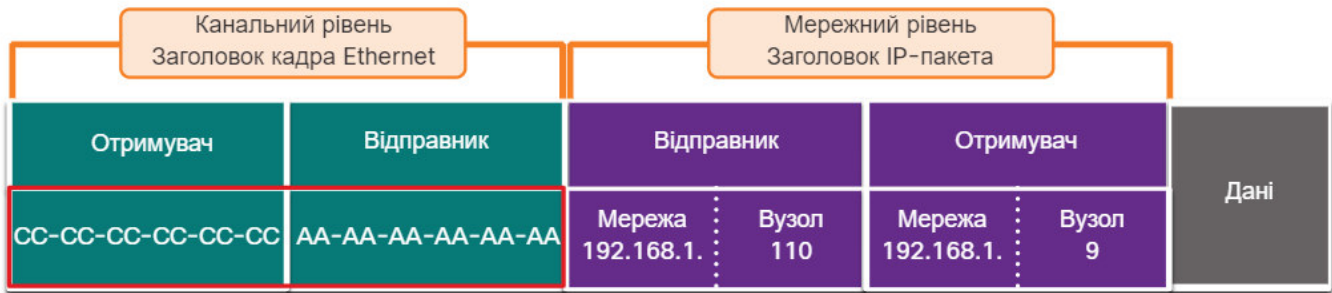 Канальний рівень
Заголовок кадра Ethernet
Мережний рівень
Заголовок IP-пакета
Отримувач
Відправник
Відправник
Отримувач
Дані
CC-CC-CC-CC-CC-CC
AA-AA-AA-AA-AA-AA
Мережа
192.168.1.
Вузол
110
Мережа
192.168.1.
Вузол
9